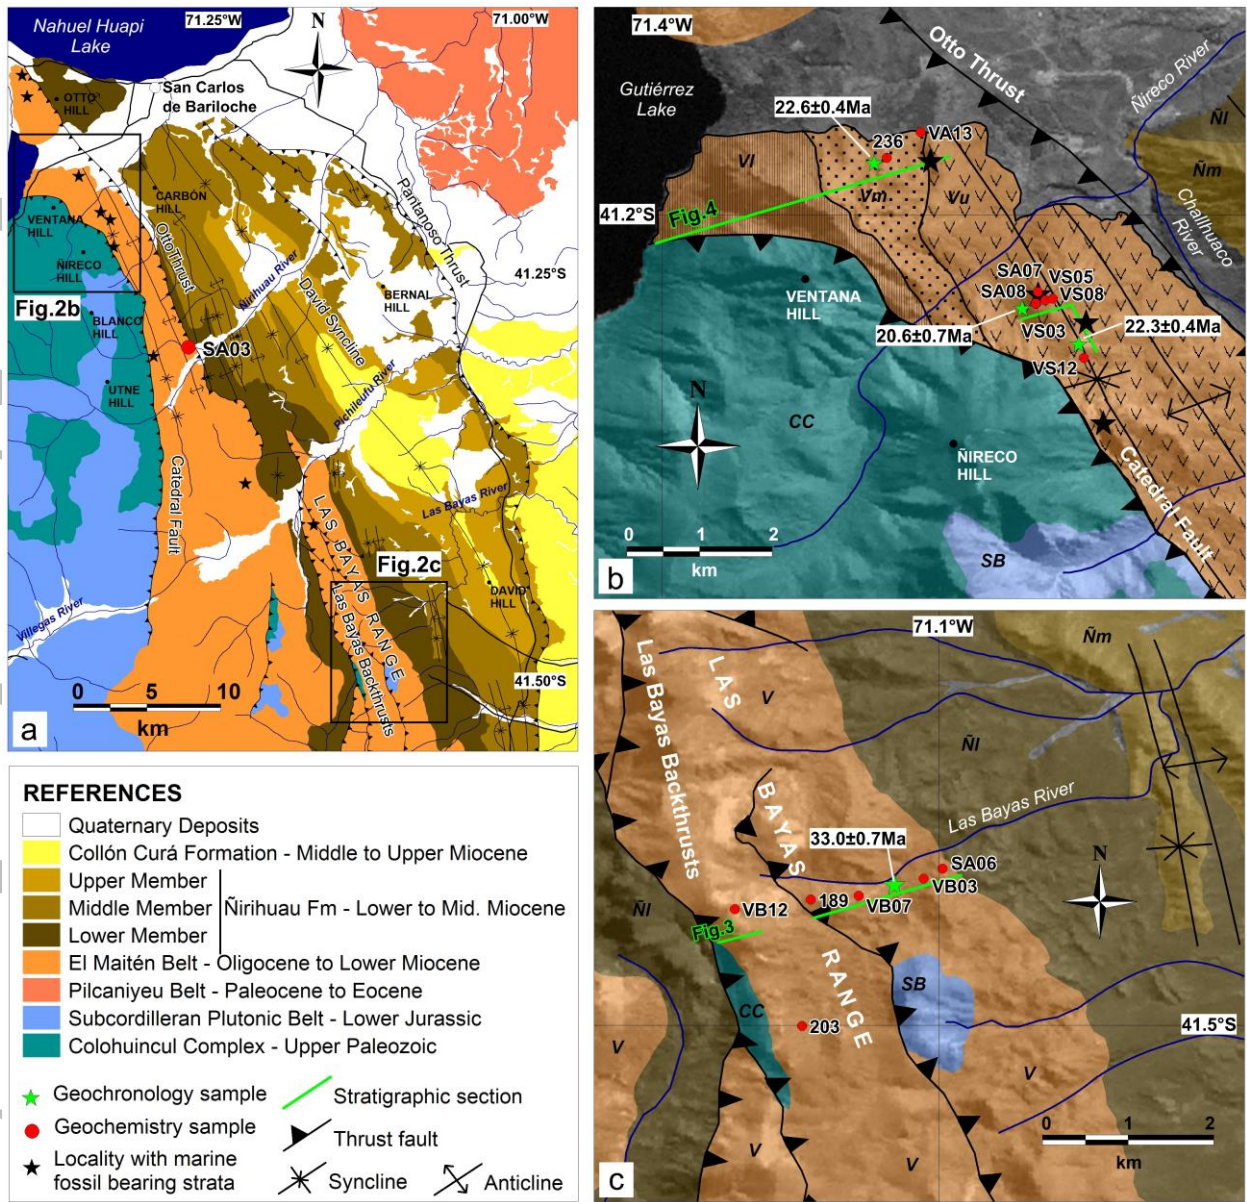 71.25°W
71.00°W
Nahuel Huapi
Lake
N
OTTO
HILL
San Carlos
de Bariloche
CARBÓN
HILL
VENTANA
HILL
Otto Thrust
ÑIRECO
HILL
Pantanoso Thrust
41.25°S
Fig.2b
Ñirihuau River
David Syncline
BERNAL
HILL
BLANCO
HILL
SA03
UTNE
HILL
Pichileufu River
Catedral Fault
LAS BAYAS RANGE
Las Bayas River
Fig.2c
DAVID
HILL
Las Bayas Backthrusts
Villegas River
41.50°S
0 5 10
km
a
71.4°W
Otto Thrust
Ñireco River
Gutiérrez
Lake
22.6±0.4Ma
VA13
236
Ñl
Ñm
Vl
Vm
Vu
41.2°S
Fig.4
Challhuaco
River
VENTANA
HILL
SA07
VS05
SA08
VS08
20.6±0.7Ma
VS03
22.3±0.4Ma
VS12
N
CC
ÑIRECO
HILL
Catedral Fault
0 1 2
km
SB
b
REFERENCES
Quaternary Deposits
Collón Curá Formation - Middle to Upper Miocene
Upper Member
Middle Member
Ñirihuau Fm - Lower to Mid. Miocene
Lower Member
El Maitén Belt - Oligocene to Lower Miocene
Pilcaniyeu Belt - Paleocene to Eocene
Subcordilleran Plutonic Belt - Lower Jurassic
Colohuincul Complex - Upper Paleozoic
Geochronology sample
Stratigraphic section
Geochemistry sample
Thrust fault
Locality with marine
fossil bearing strata
Syncline
Anticline
71.1°W
Ñm
Las Bayas Backthrusts
LAS
BAYAS
RANGE
V
Ñl
Las Bayas River
33.0±0.7Ma
SA06
N
VB03
189
VB07
VB12
Ñl
Fig.3
SB
CC
203
41.5°S
V
V
V
V
0 1 2
km
c